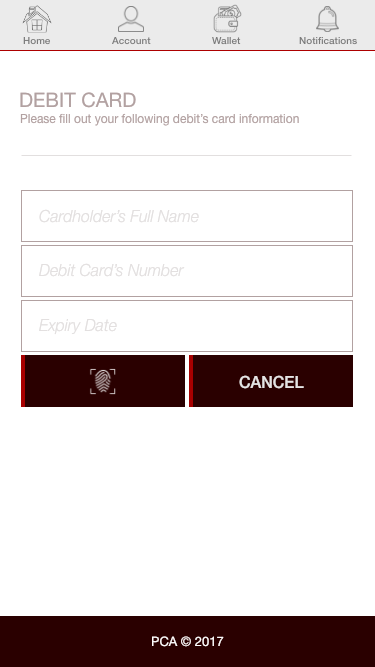 Home Account Wallet Notifications
DEBIT CARD
Please fill out your following debit's card information
Cardholder's Full Name
Debit Card's Number
Expiry Date
CANCEL
PCA © 2017